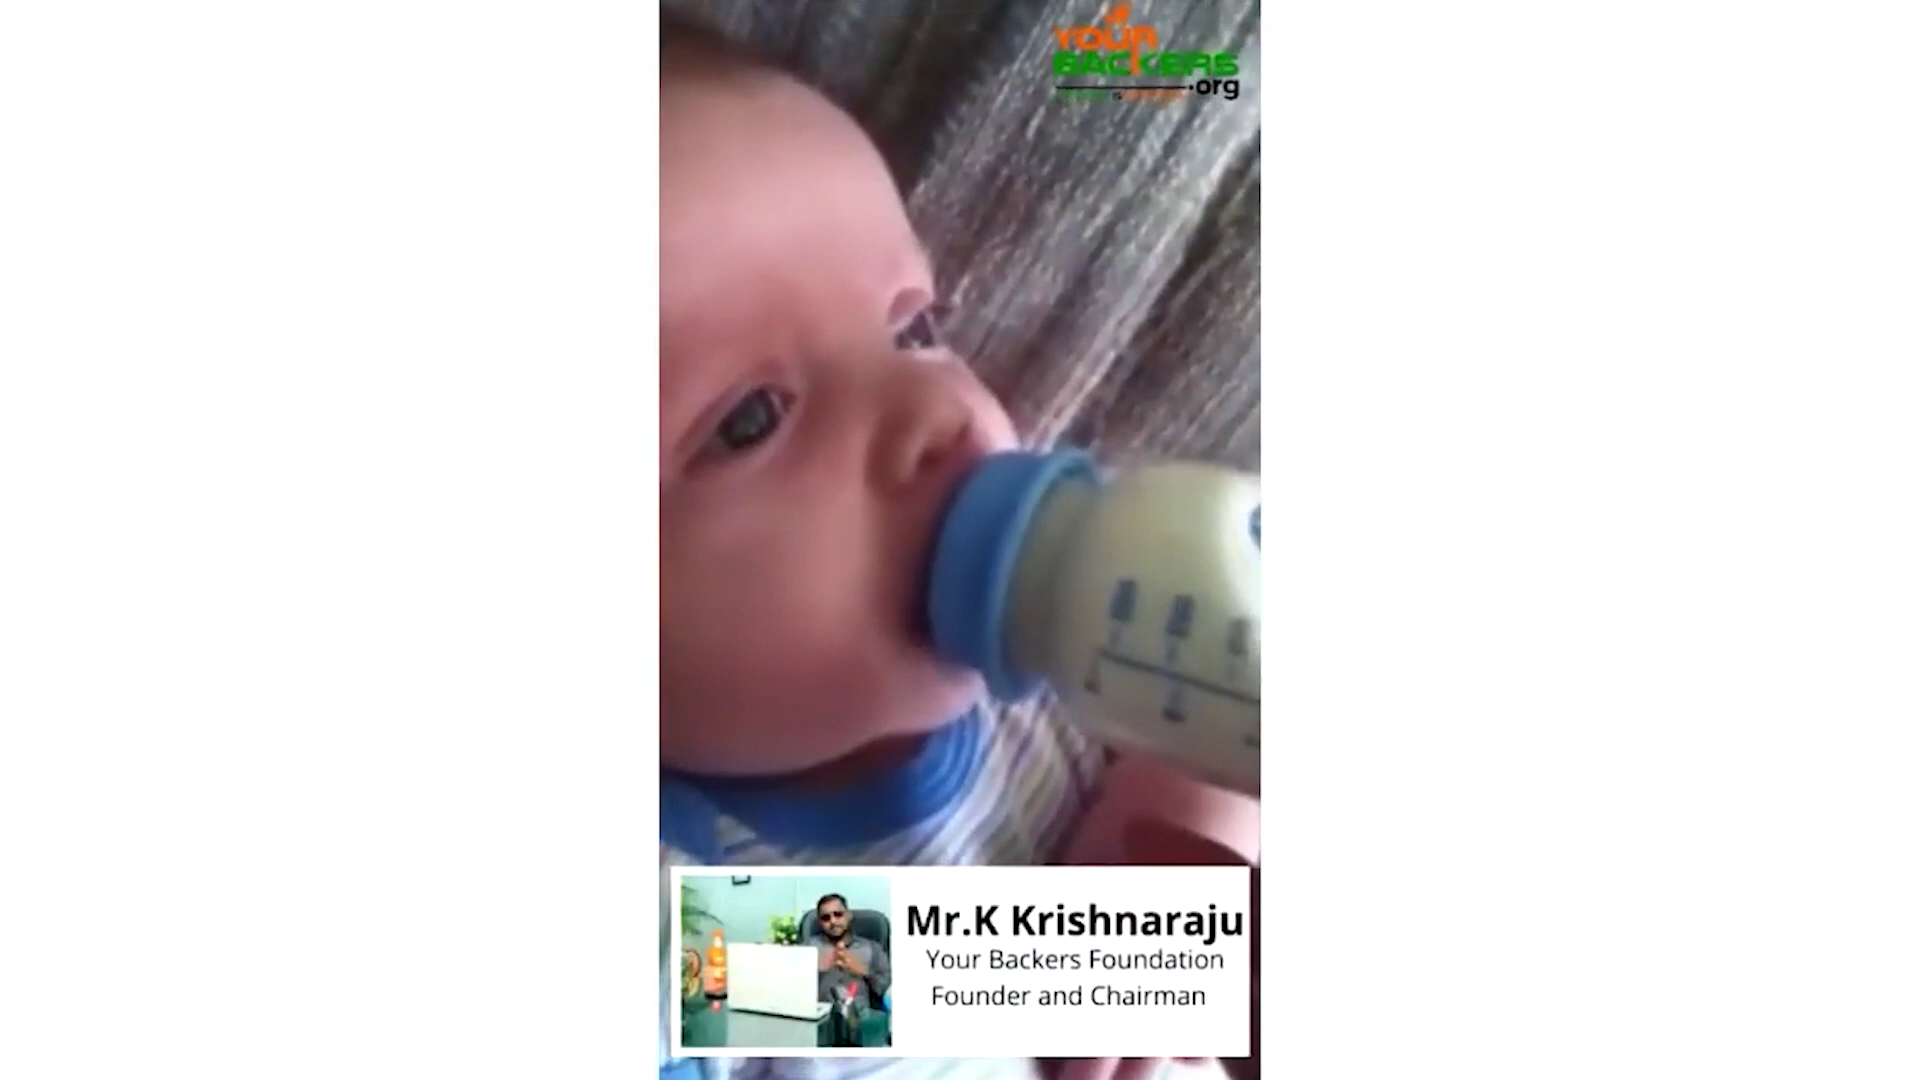 YOUR
BACKERS
.org
Mr.K Krishnaraju
Your Backers Foundation
Founder and Chairman